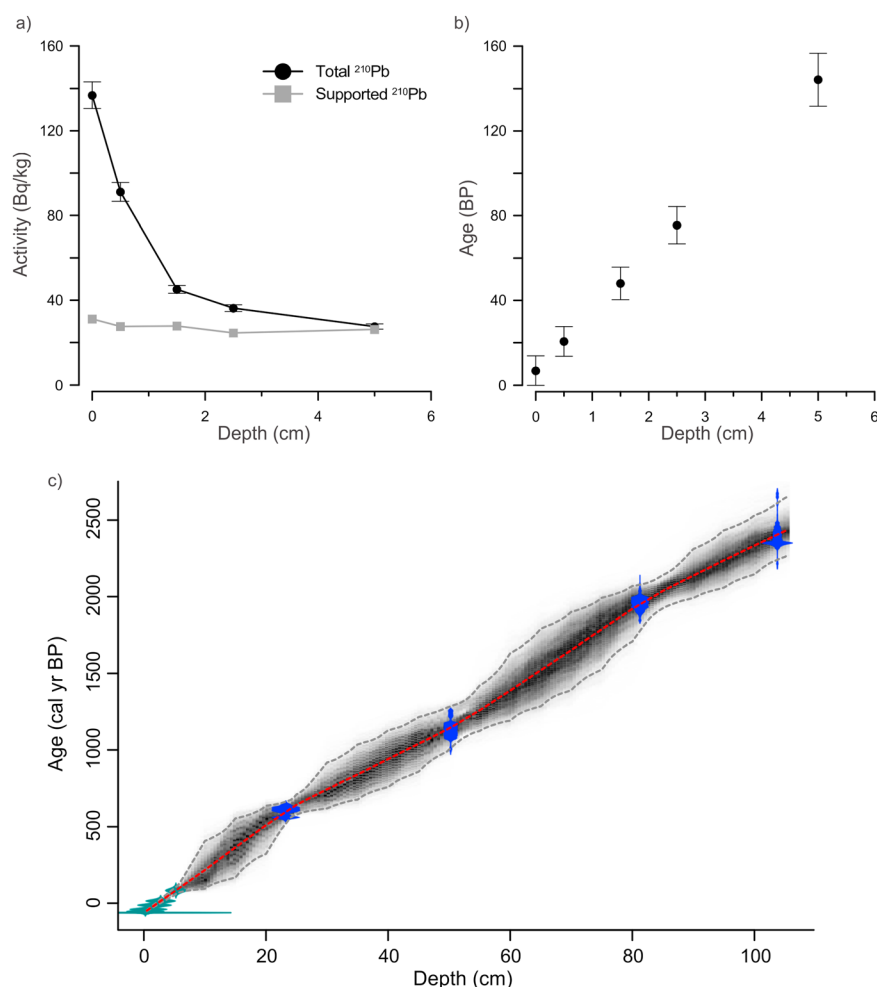 a)
160
120
80
40
0
Activity (Bq/kg)
Total ²¹⁰Pb
Supported ²¹⁰Pb
0 2 4 6
Depth (cm)
b)
160
120
80
40
0
Age (BP)
0 1 2 3 4 5 6
Depth (cm)
c)
2500
2000
1500
1000
500
0
Age (cal yr BP)
0 20 40 60 80 100
Depth (cm)